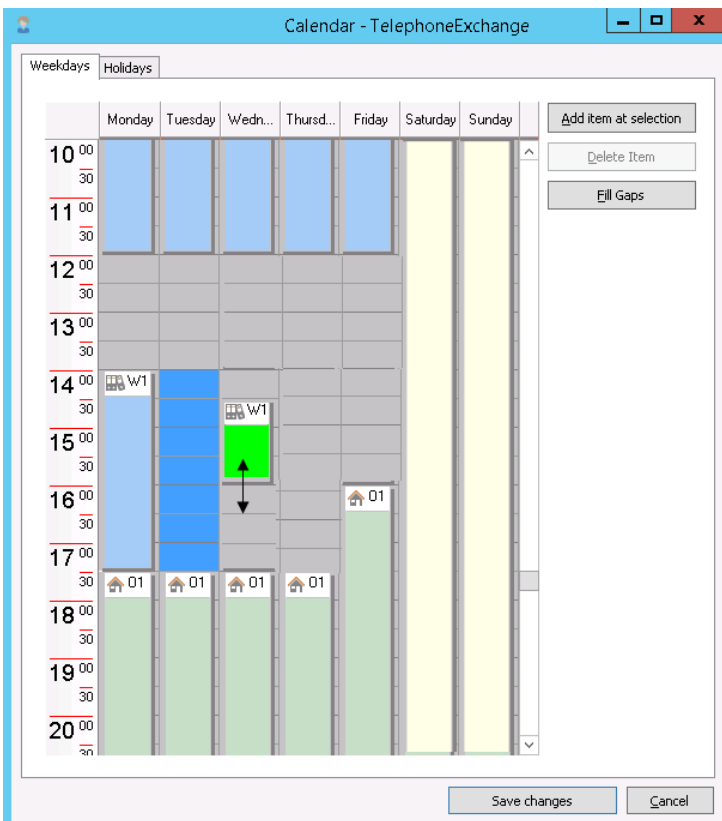 Calendar - TelephoneExchange
Weekdays Holidays
Monday Tuesday Wedn... Thursd... Friday Saturday Sunday
Add item at selection
Delete Item
Fill Gaps
10 00
30
11 00
30
12 00
30
13 00
30
14 00 W1
30 W1
15 00
30
16 00 01
30
17 00
30 01 01 01 01
18 00
30
19 00
30
20 00
30
Save changes Cancel